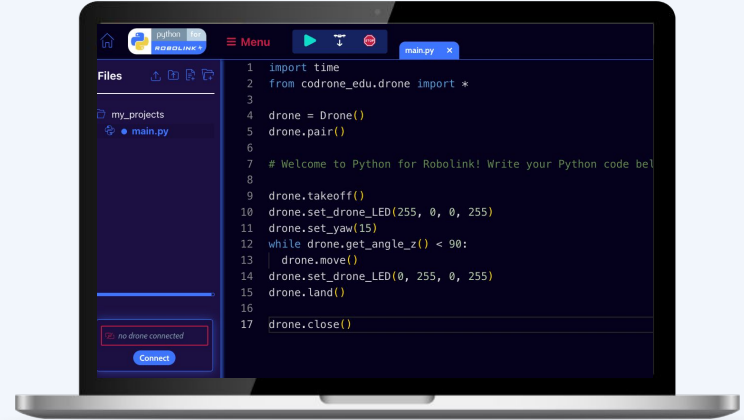 python for
ROBOLINK
Menu
STOP
main.py X
Files
my_projects
main.py
no drone connected
Connect
1 import time
2 from codrone_edu.drone import *
3
4 drone = Drone()
5 drone.pair()
6
7 # Welcome to Python for Robolink! Write your Python code bel
8
9 drone.takeoff()
10 drone.set_drone_LED(255, 0, 0, 255)
11 drone.set_yaw(15)
12 while drone.get_angle_z() < 90:
13   drone.move()
14 drone.set_drone_LED(0, 255, 0, 255)
15 drone.land()
16
17 drone.close()